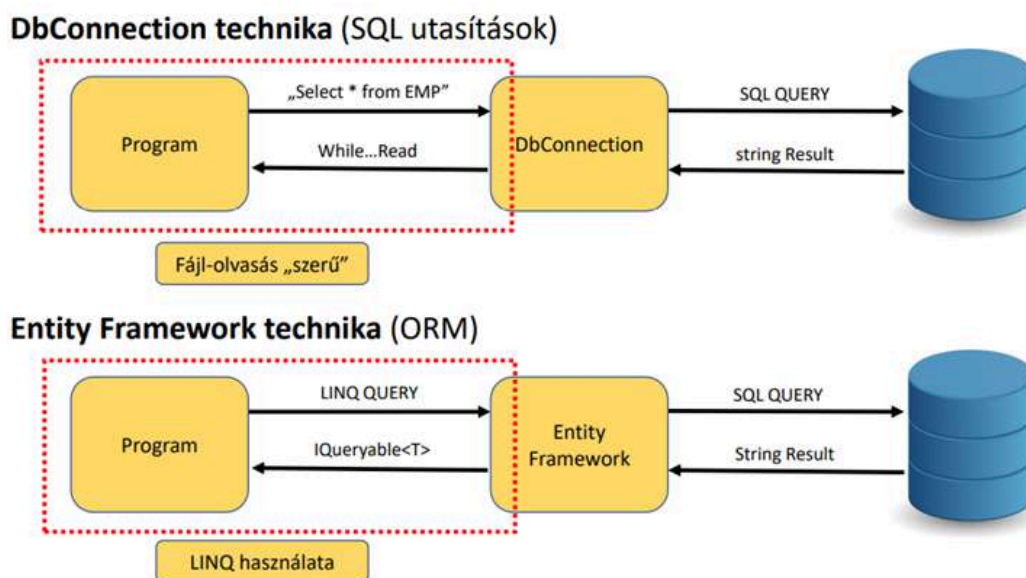 DbConnection technika (SQL utasítások)
„Select * from EMP”
SQL QUERY
Program
DbConnection
While...Read
string Result
Fájl-olvasás „szerű”
Entity Framework technika (ORM)
LINQ QUERY
SQL QUERY
Program
Entity
Framework
IQueryable<T>
String Result
LINQ használata